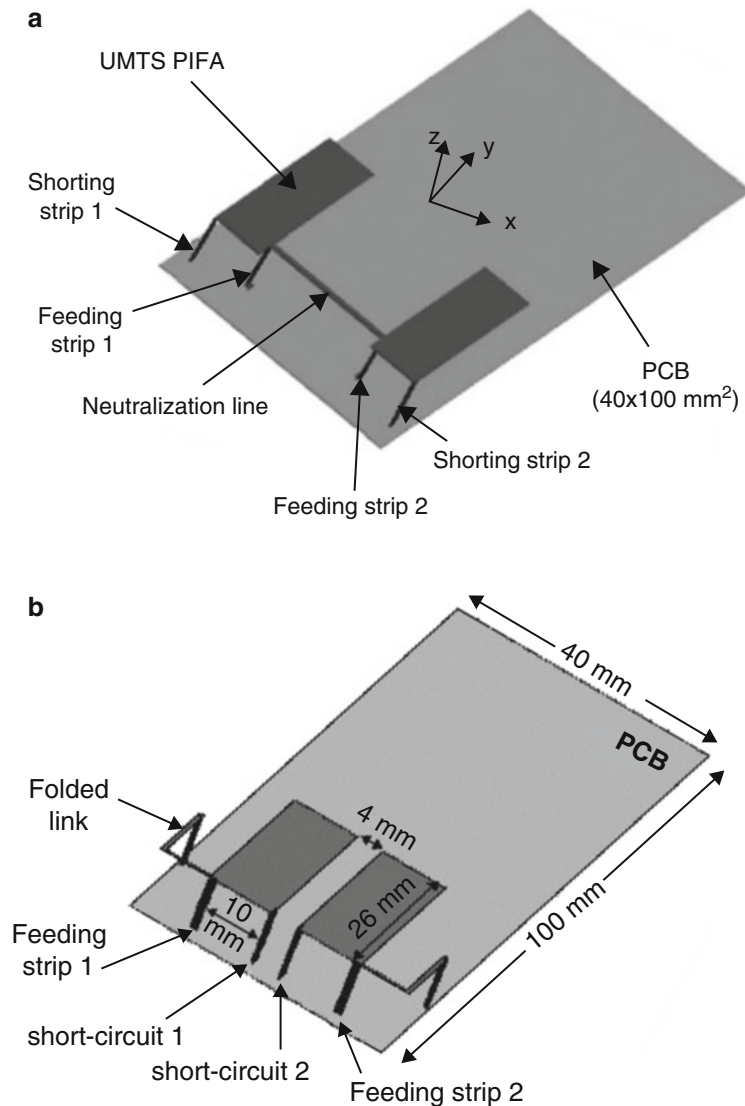 a
UMTS PIFA
z
y
x
Shorting
strip 1
Feeding
strip 1
Neutralization line
PCB
(40x100 mm²)
Shorting strip 2
Feeding strip 2
b
40 mm
PCB
Folded
link
4 mm
26 mm
10
mm
100 mm
Feeding
strip 1
short-circuit 1
short-circuit 2
Feeding strip 2